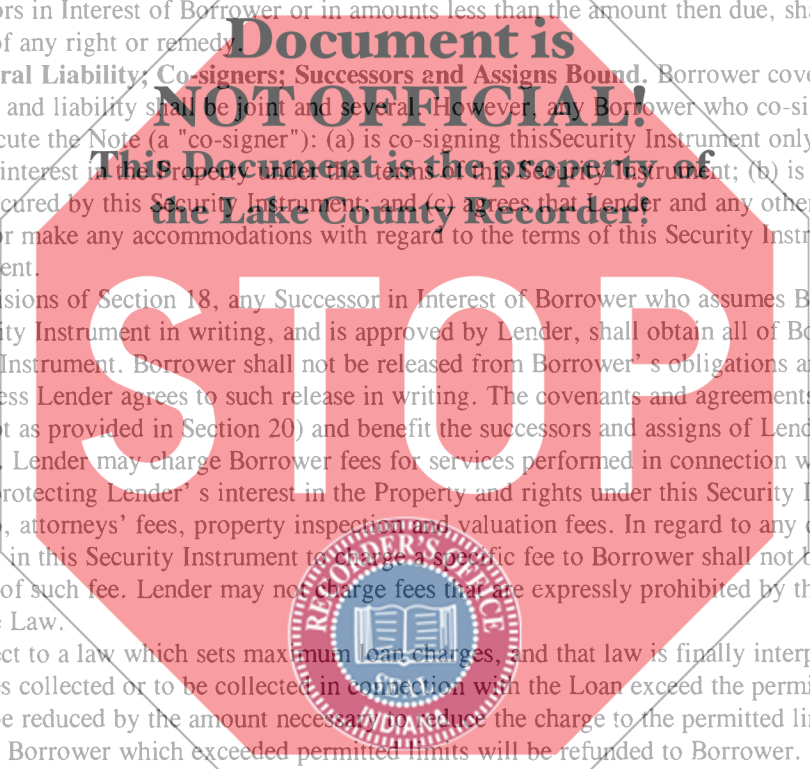 ors in Interest of Borrower or in amounts less than the amount then due, sha
of any right or remedy.
Document is
ral Liability; Co-signers; Successors and Assigns Bound. Borrower cove
NOT OFFICIAL!
and liability shall be joint and several. However, any Borrower who co-si
cute the Note (a "co-signer"): (a) is co-signing thisSecurity Instrument only
This Document is the property of
interest in the Property under the terms of this Security Instrument; (b) is
the Lake County Recorder!
cured by this Security Instrument; and (c) agrees that Lender and any othe
or make any accommodations with regard to the terms of this Security Instr
ent.
STOP
isions of Section 18, any Successor in Interest of Borrower who assumes B
ity Instrument in writing, and is approved by Lender, shall obtain all of Bo
Instrument. Borrower shall not be released from Borrower' s obligations a
ess Lender agrees to such release in writing. The covenants and agreements
t as provided in Section 20) and benefit the successors and assigns of Lend
. Lender may charge Borrower fees for services performed in connection w
rotecting Lender' s interest in the Property and rights under this Security I
, attorneys' fees, property inspection and valuation fees. In regard to any
in this Security Instrument to charge a specific fee to Borrower shall not b
of such fee. Lender may not charge fees that are expressly prohibited by th
e Law.
RECORDER'S OFFICE
SEAL
INDIANA
ect to a law which sets maximum loan charges, and that law is finally interp
es collected or to be collected in connection with the Loan exceed the permi
be reduced by the amount necessary to reduce the charge to the permitted li
Borrower which exceeded permitted limits will be refunded to Borrower.